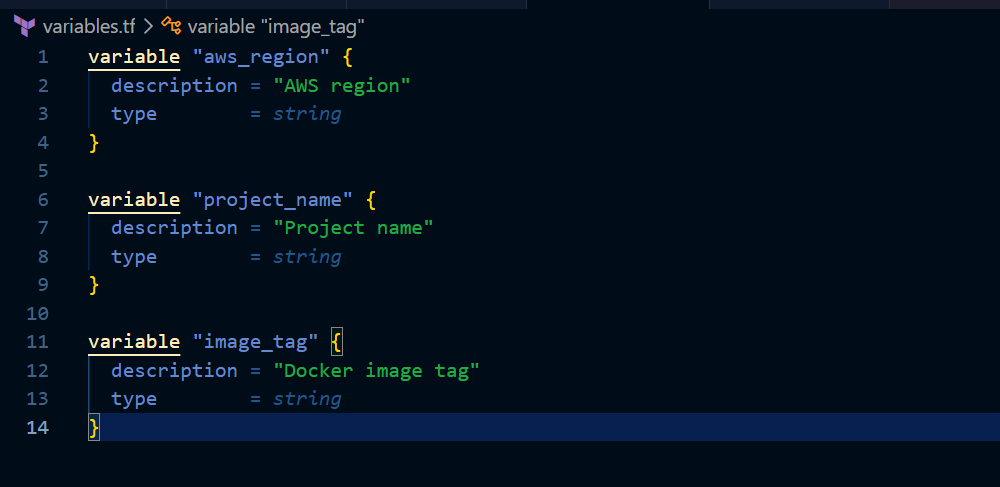 variables.tf > variable "image_tag"
1 variable "aws_region" {
2   description = "AWS region"
3   type        = string
4 }
5
6 variable "project_name" {
7   description = "Project name"
8   type        = string
9 }
10
11 variable "image_tag" {
12   description = "Docker image tag"
13   type        = string
14 }